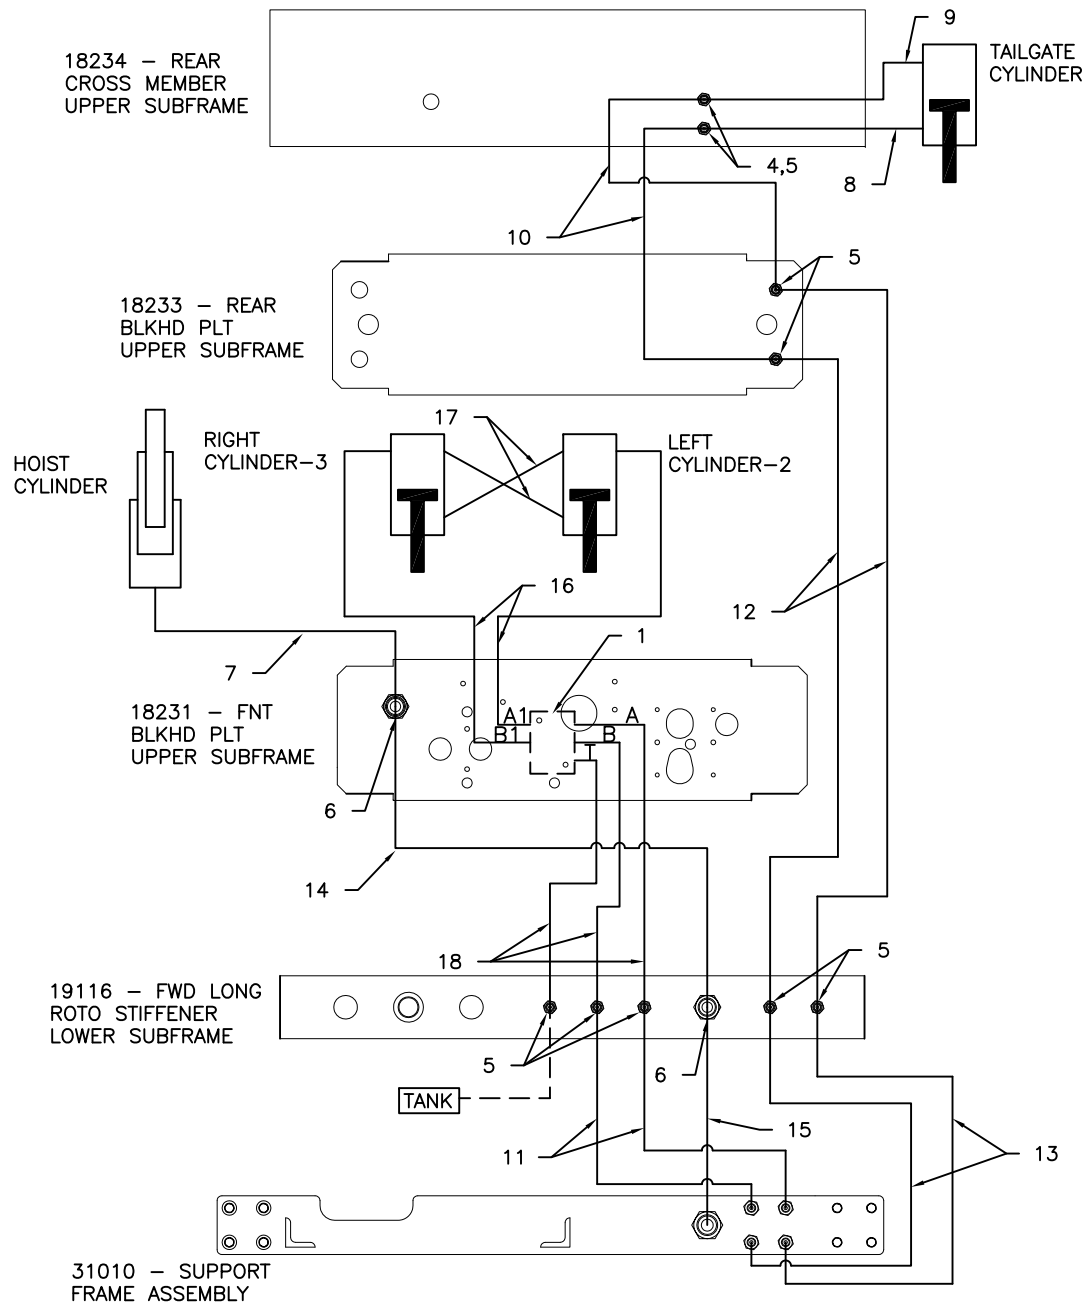 9
18234 – REAR
CROSS MEMBER
UPPER SUBFRAME
TAILGATE
CYLINDER
4,5
8
10
5
18233 – REAR
BLKHD PLT
UPPER SUBFRAME
17
RIGHT
CYLINDER-3
LEFT
CYLINDER-2
HOIST
CYLINDER
16
12
1
7
18231 – FNT
BLKHD PLT
UPPER SUBFRAME
A1
A
B1
B
T
6
14
18
5
19116 – FWD LONG
ROTO STIFFENER
LOWER SUBFRAME
5
6
TANK
15
11
13
31010 – SUPPORT
FRAME ASSEMBLY